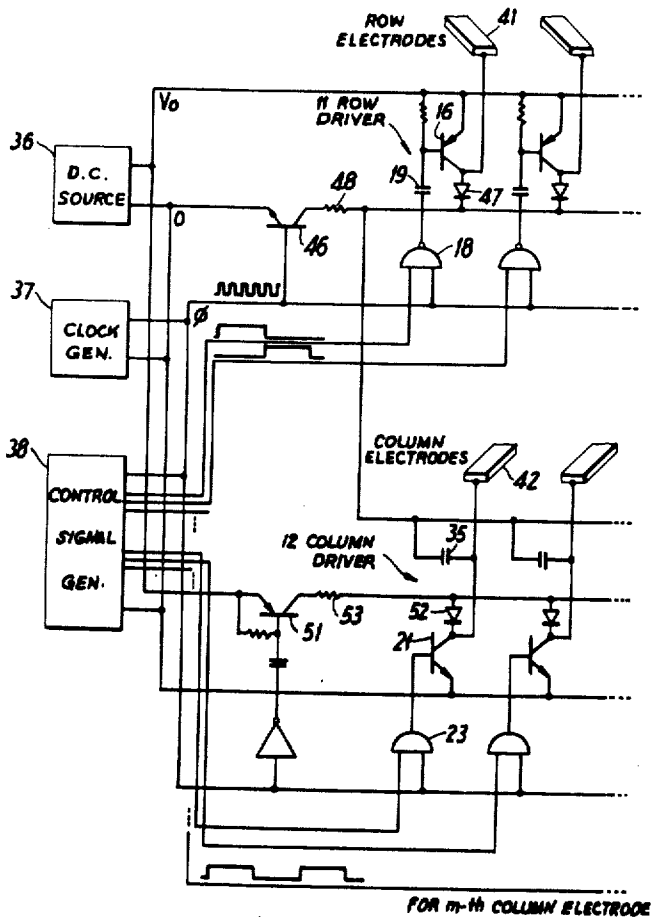 ROW
ELECTRODES
41
Vo
11 ROW
DRIVER
16
36
D.C.
SOURCE
19
48
47
0
46
18
37
CLOCK
GEN.
ϕ
38
COLUMN
ELECTRODES
42
CONTROL
SIGNAL
GEN.
35
12 COLUMN
DRIVER
52
51
53
21
23
FOR m-th COLUMN ELECTRODE